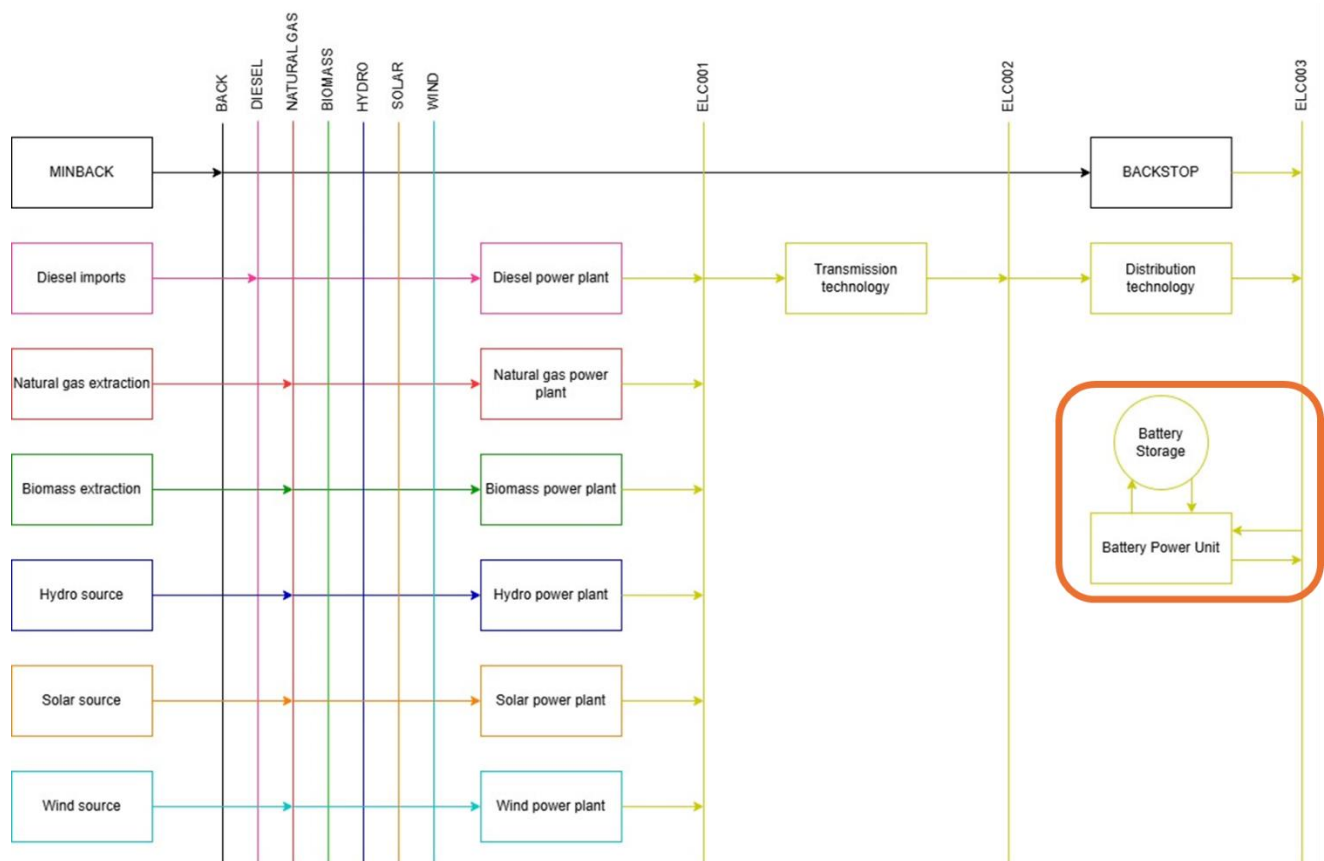 BACK
DIESEL
NATURAL GAS
BIOMASS
HYDRO
SOLAR
WIND
ELC001
ELC002
ELC003
MINBACK
BACKSTOP
Diesel imports
Diesel power plant
Transmission
technology
Distribution
technology
Natural gas extraction
Natural gas power
plant
Battery
Storage
Biomass extraction
Biomass power plant
Battery Power Unit
Hydro source
Hydro power plant
Solar source
Solar power plant
Wind source
Wind power plant